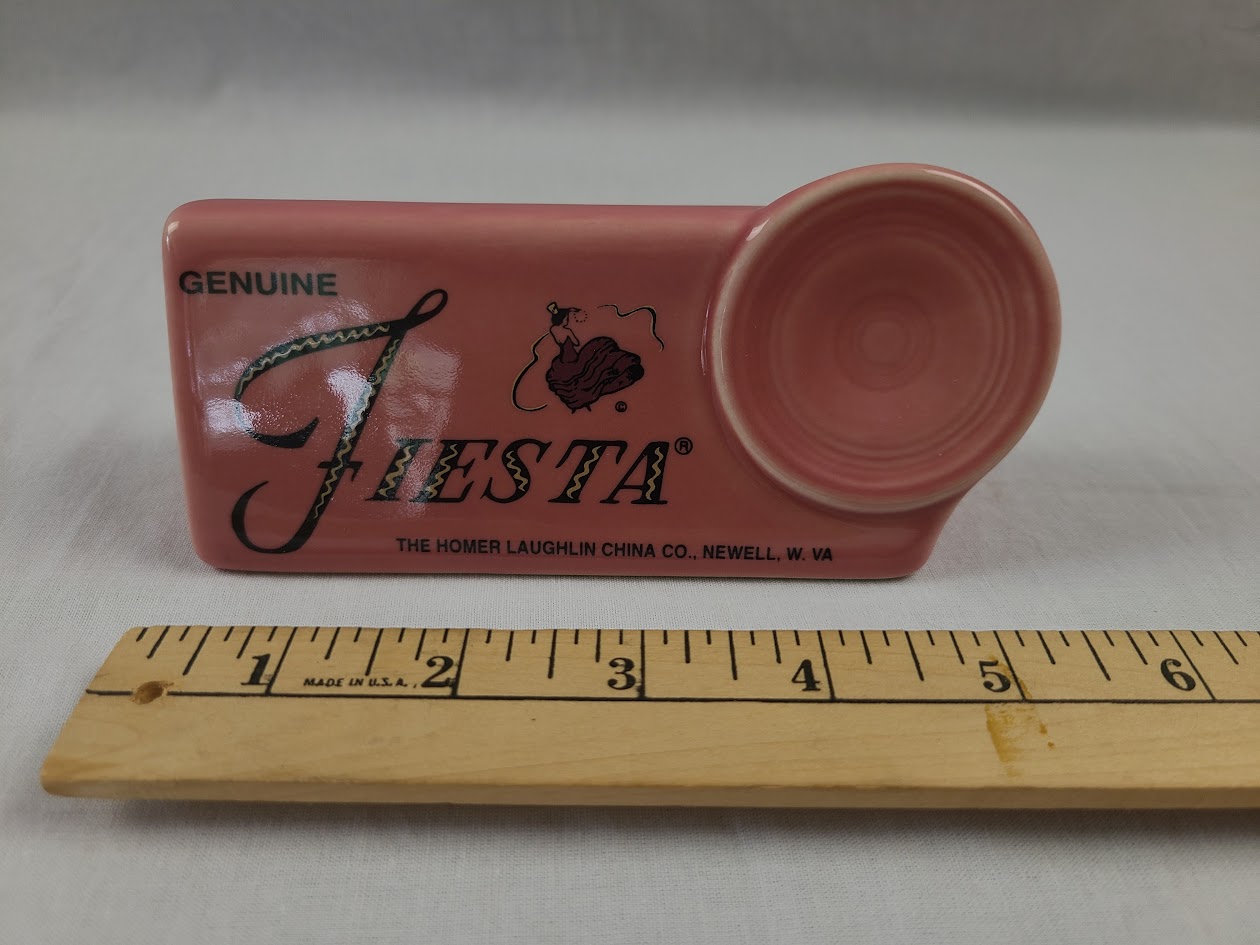 GENUINE
©
FIESTA®
THE HOMER LAUGHLIN CHINA CO., NEWELL, W. VA
1 2 3 4 5 6
MADE IN U.S.A.